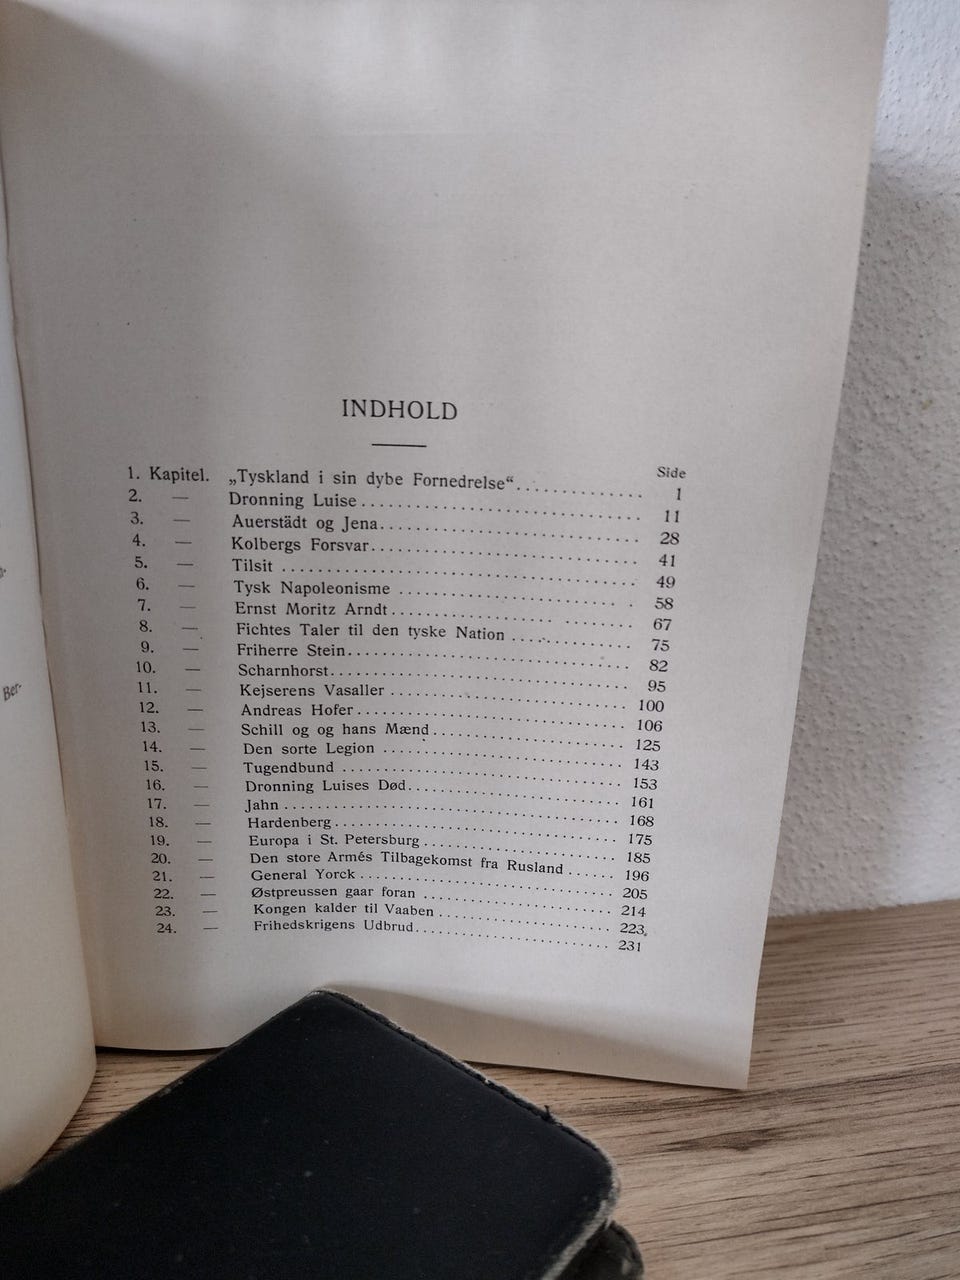 INDHOLD
Side
1. Kapitel. „Tyskland i sin dybe Fornedrelse“ 1
2. — Dronning Luise 11
3. — Auerstädt og Jena 28
4. — Kolbergs Forsvar 41
5. — Tilsit 49
6. — Tysk Napoleonisme 58
7. — Ernst Moritz Arndt 67
8. — Fichtes Taler til den tyske Nation 75
9. — Friherre Stein 82
10. — Scharnhorst 95
11. — Kejserens Vasaller 100
12. — Andreas Hofer 106
13. — Schill og og hans Mænd 125
14. — Den sorte Legion 143
15. — Tugendbund 153
16. — Dronning Luises Død 161
17. — Jahn 168
18. — Hardenberg 175
19. — Europa i St. Petersburg 185
20. — Den store Armés Tilbagekomst fra Rusland 196
21. — General Yorck 205
22. — Østpreussen gaar foran 214
23. — Kongen kalder til Vaaben 223
24. — Frihedskrigens Udbrud 231
Ber-